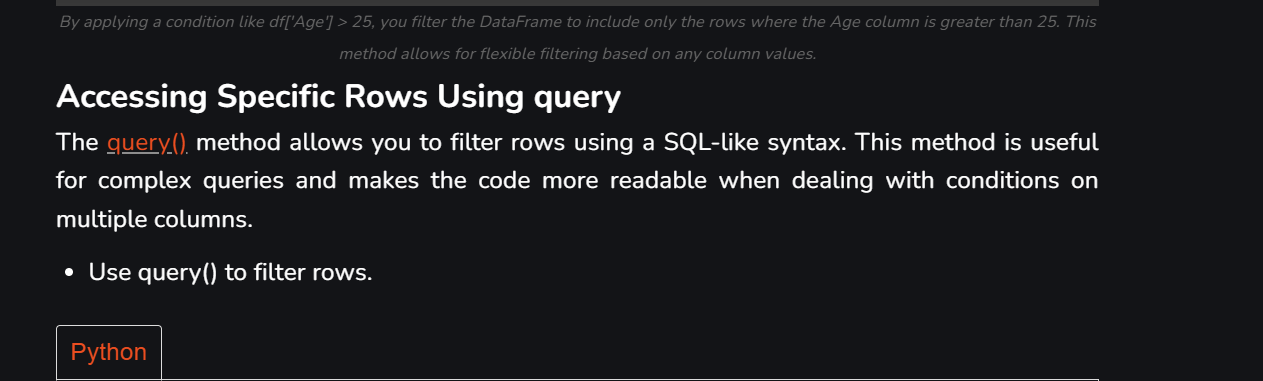 By applying a condition like df['Age'] > 25, you filter the DataFrame to include only the rows where the Age column is greater than 25. This
method allows for flexible filtering based on any column values.
Accessing Specific Rows Using query
The query() method allows you to filter rows using a SQL-like syntax. This method is useful
for complex queries and makes the code more readable when dealing with conditions on
multiple columns.
• Use query() to filter rows.
Python